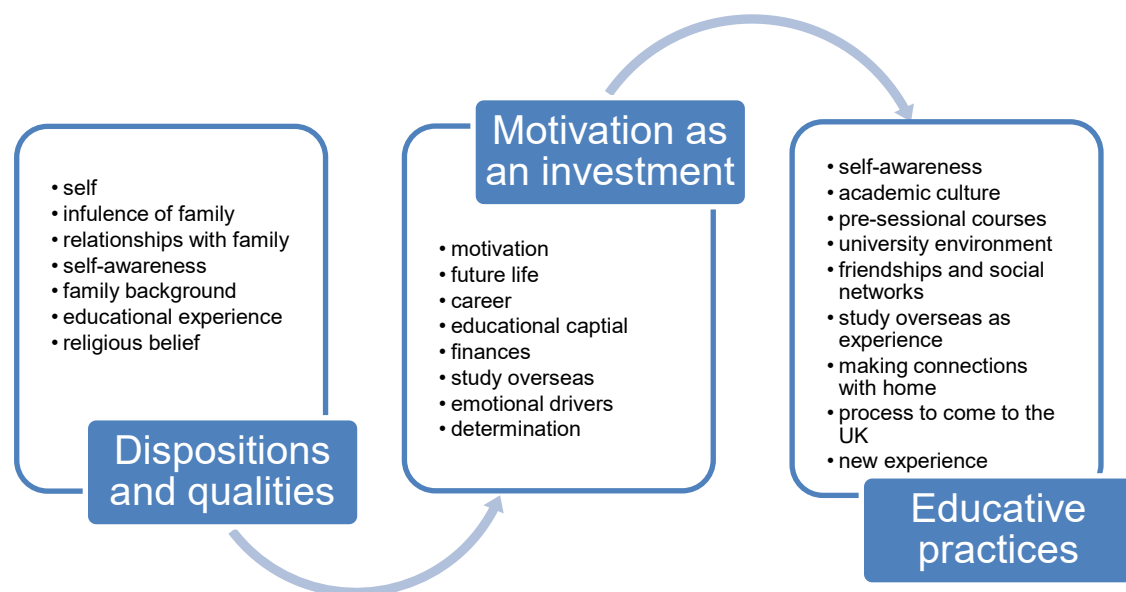 • self
• infulence of family
• relationships with family
• self-awareness
• family background
• educational experience
• religious belief
Dispositions
and qualities
Motivation as
an investment
• motivation
• future life
• career
• educational captial
• finances
• study overseas
• emotional drivers
• determination
• self-awareness
• academic culture
• pre-sessional courses
• university environment
• friendships and social
networks
• study overseas as
experience
• making connections
with home
• process to come to the
UK
• new experience
Educative
practices